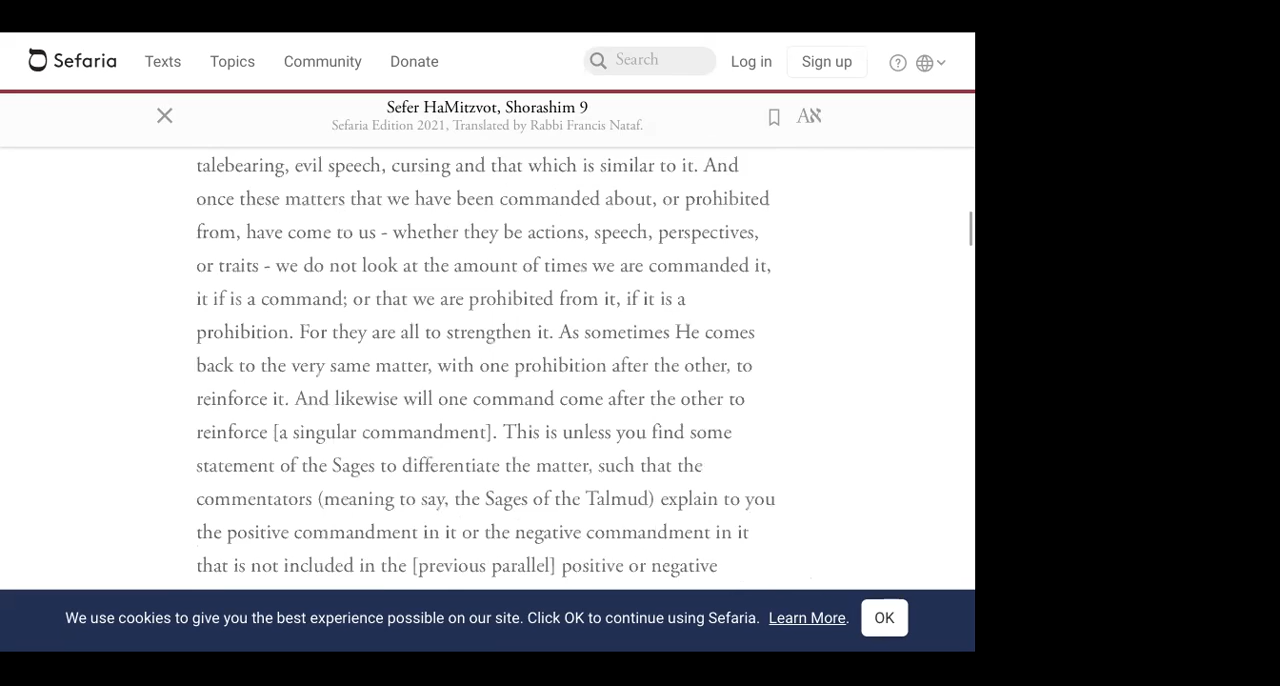 Sefaria Texts Topics Community Donate Search Log in Sign up
Sefer HaMitzvot, Shorashim 9
Sefaria Edition 2021, Translated by Rabbi Francis Nataf.
Aא
talebearing, evil speech, cursing and that which is similar to it. And
once these matters that we have been commanded about, or prohibited
from, have come to us - whether they be actions, speech, perspectives,
or traits - we do not look at the amount of times we are commanded it,
it if is a command; or that we are prohibited from it, if it is a
prohibition. For they are all to strengthen it. As sometimes He comes
back to the very same matter, with one prohibition after the other, to
reinforce it. And likewise will one command come after the other to
reinforce [a singular commandment]. This is unless you find some
statement of the Sages to differentiate the matter, such that the
commentators (meaning to say, the Sages of the Talmud) explain to you
the positive commandment in it or the negative commandment in it
that is not included in the [previous parallel] positive or negative
We use cookies to give you the best experience possible on our site. Click OK to continue using Sefaria. Learn More. OK